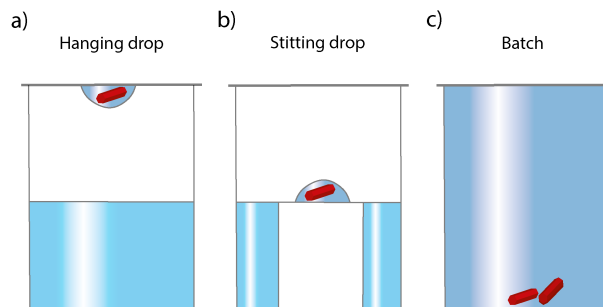 a)
Hanging drop
b)
Stitting drop
c)
Batch